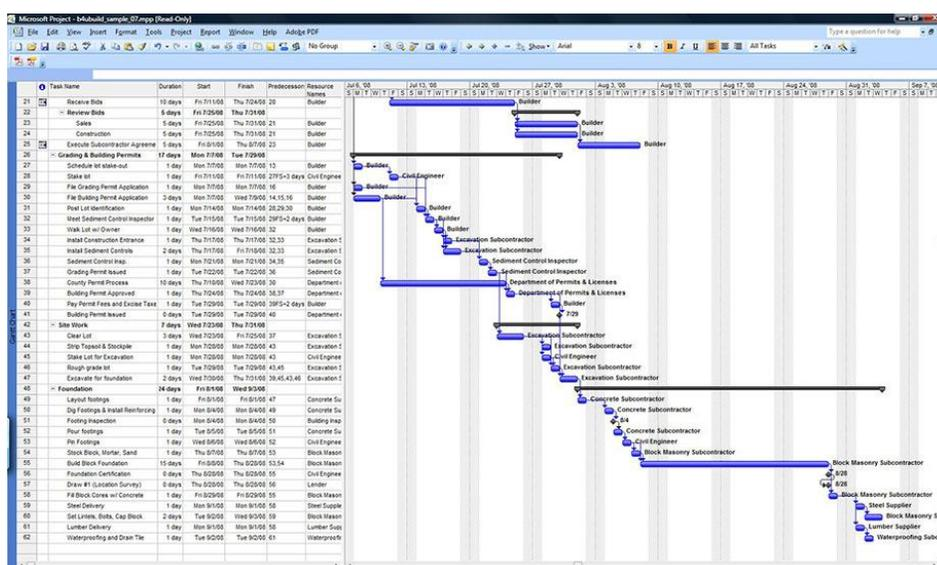 Microsoft Project - b4ubuild_sample_07.mpp [Read-Only]
File Edit View Insert Format Tools Project Report Window Help Adobe PDF Type a question for help
No Group Show Arial 8 B I U All Tasks
Task Name Duration Start Finish Predecessors Resource Names Jul 6, '08 Jul 13, '08 Jul 20, '08 Jul 27, '08 Aug 3, '08 Aug 10, '08 Aug 17, '08 Aug 24, '08 Aug 31, '08 Sep 7, '0
21 Receive Bids 10 days Fri 7/11/08 Thu 7/24/08 20 Builder Builder
22 Review Bids 5 days Fri 7/25/08 Thu 7/31/08
23 Sales 5 days Fri 7/25/08 Thu 7/31/08 21 Builder Builder
24 Construction 5 days Fri 7/25/08 Thu 7/31/08 21 Builder Builder
25 Execute Subcontractor Agreeme 5 days Fri 8/1/08 Thu 8/7/08 23 Builder Builder
26 Grading & Building Permits 17 days Mon 7/7/08 Tue 7/29/08
27 Schedule lot stake-out 1 day Mon 7/7/08 Mon 7/7/08 13 Builder Builder
28 Stake lot 1 day Fri 7/11/08 Fri 7/11/08 27FS+3 days Civil Enginee Civil Engineer
29 File Grading Permit Application 1 day Mon 7/7/08 Mon 7/7/08 16 Builder Builder
30 File Building Permit Application 3 days Mon 7/7/08 Wed 7/9/08 14,15,16 Builder Builder
31 Post Lot Identification 1 day Mon 7/14/08 Mon 7/14/08 28,29,30 Builder Builder
32 Meet Sediment Control Inspector 1 day Tue 7/15/08 Tue 7/15/08 29FS+2 days Builder Builder
33 Walk Lot w/ Owner 1 day Wed 7/16/08 Wed 7/16/08 32 Builder Builder
34 Install Construction Entrance 1 day Thu 7/17/08 Thu 7/17/08 32,33 Excavation S Excavation Subcontractor
35 Install Sediment Controls 2 days Thu 7/17/08 Fri 7/18/08 32,33 Excavation S Excavation Subcontractor
36 Sediment Control Insp. 1 day Mon 7/21/08 Mon 7/21/08 34,35 Sediment Co Sediment Control Inspector
37 Grading Permit Issued 1 day Tue 7/22/08 Tue 7/22/08 36 Sediment Co Sediment Control Inspector
38 County Permit Process 10 days Thu 7/10/08 Wed 7/23/08 30 Department Department of Permits & Licenses
39 Building Permit Approved 1 day Thu 7/24/08 Thu 7/24/08 38,37 Department Department of Permits & Licenses
40 Pay Permit Fees and Excise Taxe 1 day Tue 7/29/08 Tue 7/29/08 39FS+2 days Builder Builder
41 Building Permit Issued 0 days Tue 7/29/08 Tue 7/29/08 40 Department 7/29
42 Site Work 7 days Wed 7/23/08 Thu 7/31/08
43 Clear Lot 3 days Wed 7/23/08 Fri 7/25/08 37 Excavation S Excavation Subcontractor
44 Strip Topsoil & Stockpile 1 day Mon 7/28/08 Mon 7/28/08 43 Excavation S Excavation Subcontractor
45 Stake Lot for Excavation 1 day Mon 7/28/08 Mon 7/28/08 43 Civil Enginee Civil Engineer
46 Rough grade lot 1 day Tue 7/29/08 Tue 7/29/08 43,45 Excavation S Excavation Subcontractor
47 Excavate for foundation 2 days Wed 7/30/08 Thu 7/31/08 39,45,43,46 Excavation S Excavation Subcontractor
48 Foundation 24 days Fri 8/1/08 Wed 9/3/08
49 Layout footings 1 day Fri 8/1/08 Fri 8/1/08 47 Concrete Su Concrete Subcontractor
50 Dig Footings & Install Reinforcing 1 day Mon 8/4/08 Mon 8/4/08 49 Concrete Su Concrete Subcontractor
51 Footing Inspection 0 days Mon 8/4/08 Mon 8/4/08 50 Building Insp 8/4
52 Pour footings 1 day Tue 8/5/08 Tue 8/5/08 51 Concrete Su Concrete Subcontractor
53 Pin Footings 1 day Wed 8/6/08 Wed 8/6/08 52 Civil Enginee Civil Engineer
54 Stock Block, Mortar, Sand 1 day Thu 8/7/08 Thu 8/7/08 53 Block Mason Block Masonry Subcontractor
55 Build Block Foundation 15 days Fri 8/8/08 Thu 8/28/08 53,54 Block Mason Block Masonry Subcontractor
56 Foundation Certification 0 days Thu 8/28/08 Thu 8/28/08 55 Civil Enginee 8/28
57 Draw #1 (Location Survey) 0 days Thu 8/28/08 Thu 8/28/08 56 Lender 8/28
58 Fill Block Cores w/ Concrete 1 day Fri 8/29/08 Fri 8/29/08 55 Block Mason Block Masonry Subcontractor
59 Steel Delivery 1 day Mon 9/1/08 Mon 9/1/08 58 Steel Supplie Steel Supplier
60 Set Lintels, Bolts, Cap Block 2 days Tue 9/2/08 Wed 9/3/08 59 Block Mason Block Masonry S
61 Lumber Delivery 1 day Mon 9/1/08 Mon 9/1/08 58 Lumber Supp Lumber Supplier
62 Waterproofing and Drain Tile 1 day Tue 9/2/08 Tue 9/2/08 61 Waterproofin Waterproofing Subc
Gantt Chart